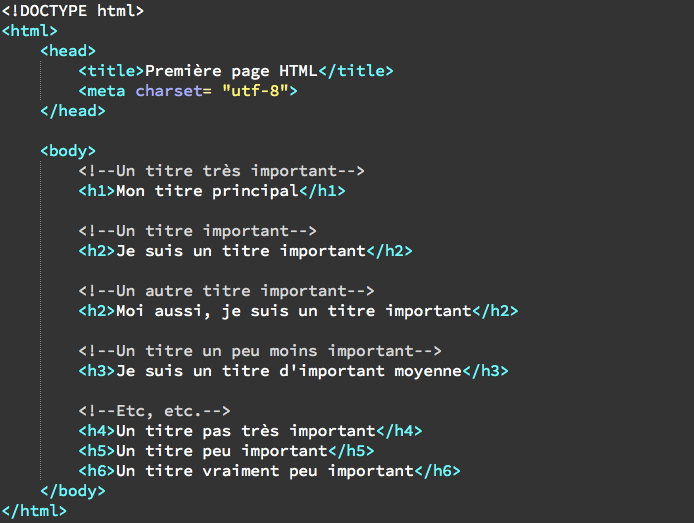 <!DOCTYPE html>
<html>
    <head>
        <title>Première page HTML</title>
        <meta charset= "utf-8">
    </head>

    <body>
        <!--Un titre très important-->
        <h1>Mon titre principal</h1>

        <!--Un titre important-->
        <h2>Je suis un titre important</h2>

        <!--Un autre titre important-->
        <h2>Moi aussi, je suis un titre important</h2>

        <!--Un titre un peu moins important-->
        <h3>Je suis un titre d'important moyenne</h3>

        <!--Etc, etc.-->
        <h4>Un titre pas très important</h4>
        <h5>Un titre peu important</h5>
        <h6>Un titre vraiment peu important</h6>
    </body>
</html>